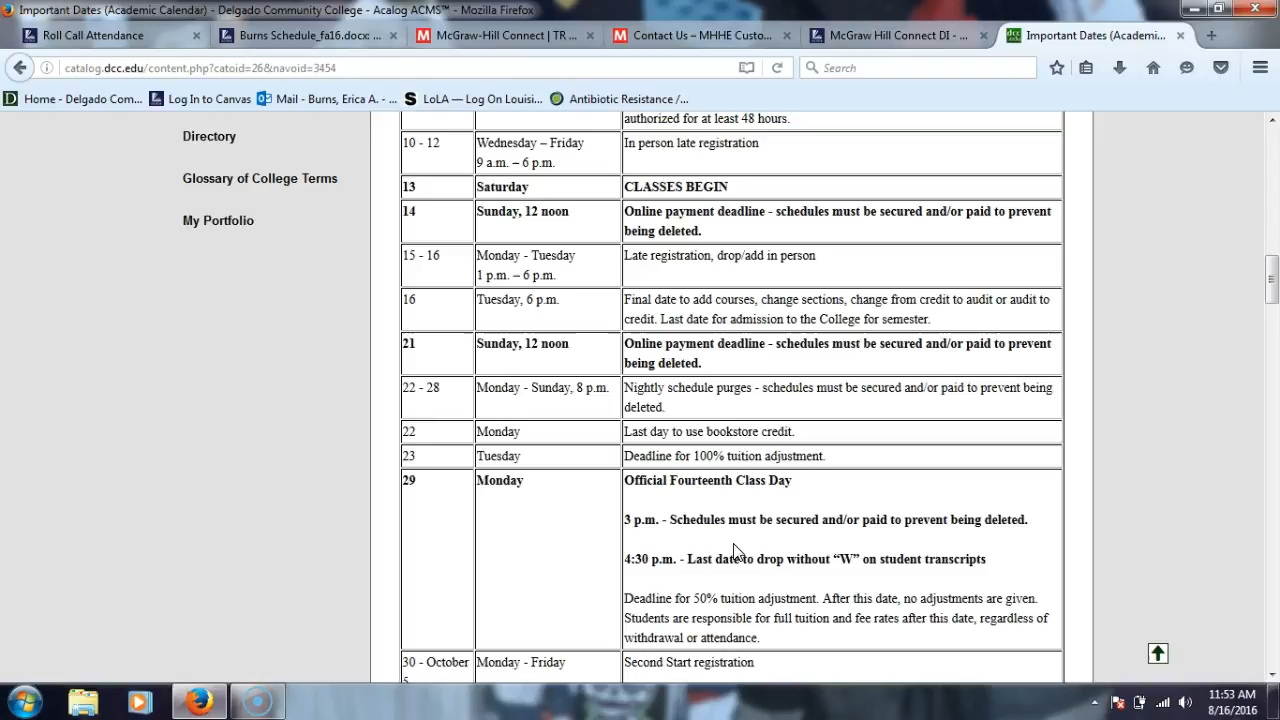 Important Dates (Academic Calendar) - Delgado Community College - Acalog ACMS™ - Mozilla Firefox
Roll Call Attendance
Burns Schedule_fa16.docx:
McGraw-Hill Connect | TR ...
Contact Us – MHHE Custo...
McGraw Hill Connect DI - ...
Important Dates (Academi...
catalog.dcc.edu/content.php?catoid=26&navoid=3454
Search
Home - Delgado Com...
Log In to Canvas
Mail - Burns, Erica A. - ...
LoLA — Log On Louisi...
Antibiotic Resistance /...
Directory
Glossary of College Terms
My Portfolio
authorized for at least 48 hours.
10 - 12 Wednesday – Friday In person late registration
9 a.m. – 6 p.m.
13 Saturday CLASSES BEGIN
14 Sunday, 12 noon Online payment deadline - schedules must be secured and/or paid to prevent
being deleted.
15 - 16 Monday - Tuesday Late registration, drop/add in person
1 p.m. – 6 p.m.
16 Tuesday, 6 p.m. Final date to add courses, change sections, change from credit to audit or audit to
credit. Last date for admission to the College for semester.
21 Sunday, 12 noon Online payment deadline - schedules must be secured and/or paid to prevent
being deleted.
22 - 28 Monday - Sunday, 8 p.m. Nightly schedule purges - schedules must be secured and/or paid to prevent being
deleted.
22 Monday Last day to use bookstore credit.
23 Tuesday Deadline for 100% tuition adjustment.
29 Monday Official Fourteenth Class Day
3 p.m. - Schedules must be secured and/or paid to prevent being deleted.
4:30 p.m. - Last date to drop without “W” on student transcripts
Deadline for 50% tuition adjustment. After this date, no adjustments are given.
Students are responsible for full tuition and fee rates after this date, regardless of
withdrawal or attendance.
30 - October Monday - Friday Second Start registration
5
11:53 AM
8/16/2016